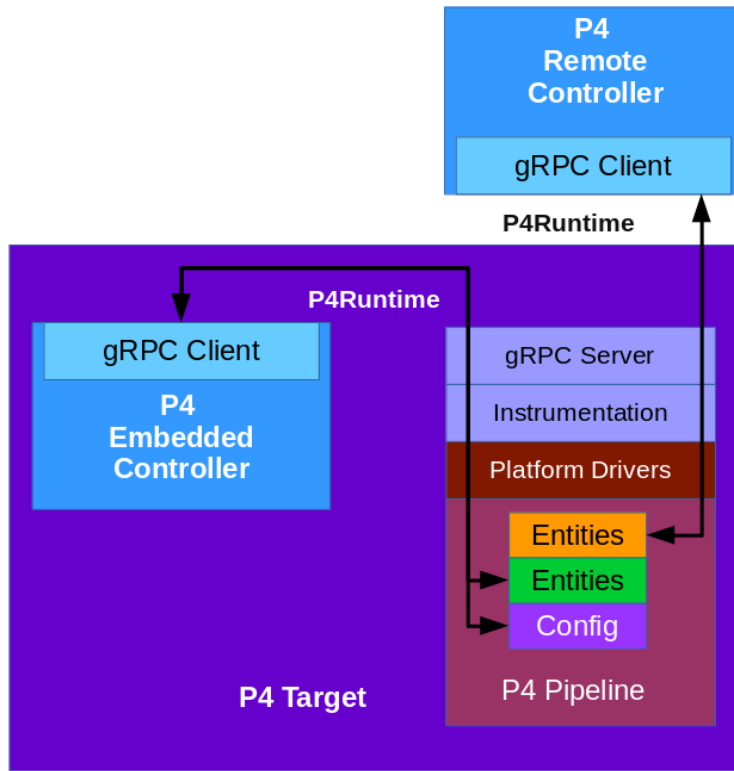 P4
Remote
Controller
gRPC Client
P4Runtime
P4Runtime
gRPC Client
P4
Embedded
Controller
gRPC Server
Instrumentation
Platform Drivers
Entities
Entities
Config
P4 Pipeline
P4 Target